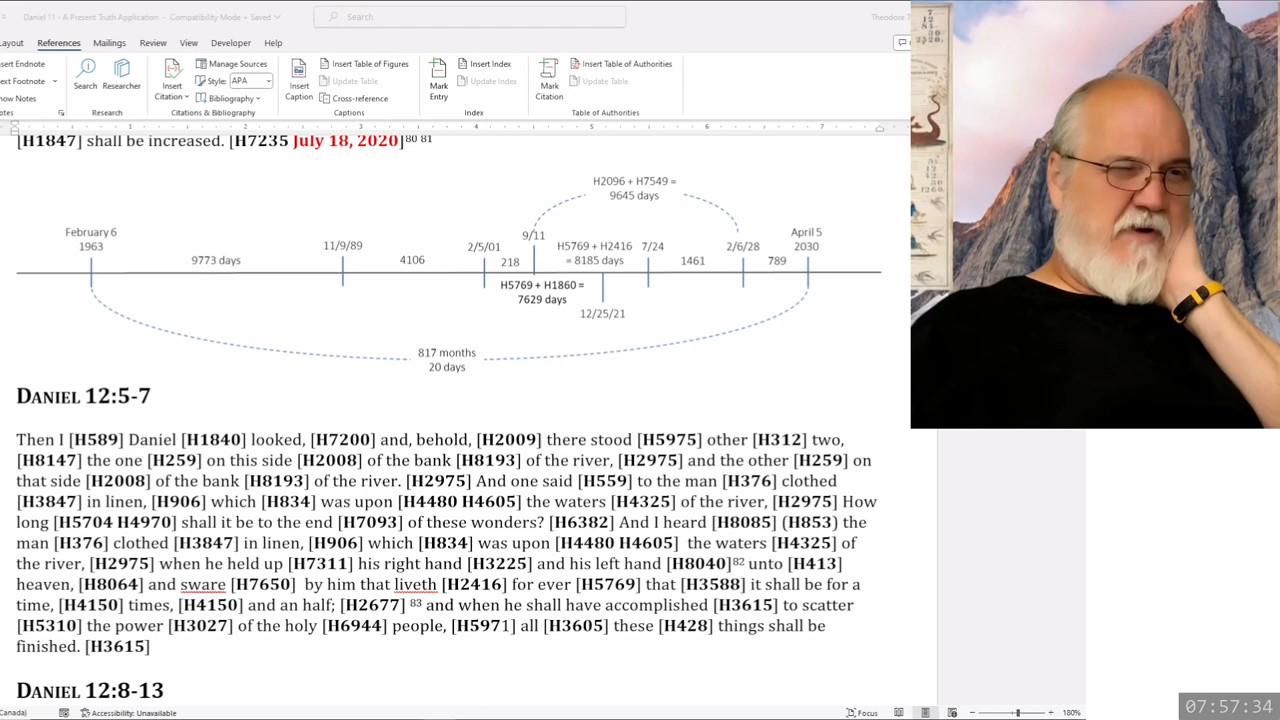 Daniel 11 - A Present Truth Application - Compatibility Mode • Saved
Search
Theodore T
Layout References Mailings Review View Developer Help
Insert Endnote
Next Footnote
Show Notes
Search
Researcher
Research
Insert Citation
Manage Sources
Style APA
Bibliography
Citations & Bibliography
Insert Caption
Insert Table of Figures
Update Table
Cross-reference
Captions
Mark Entry
Insert Index
Update Index
Index
Mark Citation
Insert Table of Authorities
Update Table
Table of Authorities
1 2 3 4 5 6 7
[H1847] shall be increased. [H7235 July 18, 2020]80 81
H2096 + H7549 =
9645 days
February 6
1963
9773 days
11/9/89
4106
2/5/01
218
9/11
H5769 + H2416
= 8185 days
7/24
1461
2/6/28
789
April 5
2030
H5769 + H1860 =
7629 days
12/25/21
817 months
20 days
DANIEL 12:5-7
Then I [H589] Daniel [H1840] looked, [H7200] and, behold, [H2009] there stood [H5975] other [H312] two,
[H8147] the one [H259] on this side [H2008] of the bank [H8193] of the river, [H2975] and the other [H259] on
that side [H2008] of the bank [H8193] of the river. [H2975] And one said [H559] to the man [H376] clothed
[H3847] in linen, [H906] which [H834] was upon [H4480 H4605] the waters [H4325] of the river, [H2975] How
long [H5704 H4970] shall it be to the end [H7093] of these wonders? [H6382] And I heard [H8085] (H853) the
man [H376] clothed [H3847] in linen, [H906] which [H834] was upon [H4480 H4605] the waters [H4325] of
the river, [H2975] when he held up [H7311] his right hand [H3225] and his left hand [H8040]82 unto [H413]
heaven, [H8064] and sware [H7650] by him that liveth [H2416] for ever [H5769] that [H3588] it shall be for a
time, [H4150] times, [H4150] and an half; [H2677] 83 and when he shall have accomplished [H3615] to scatter
[H5310] the power [H3027] of the holy [H6944] people, [H5971] all [H3605] these [H428] things shall be
finished. [H3615]
DANIEL 12:8-13
Canada)
Accessibility: Unavailable
Focus
180%
07:57:34